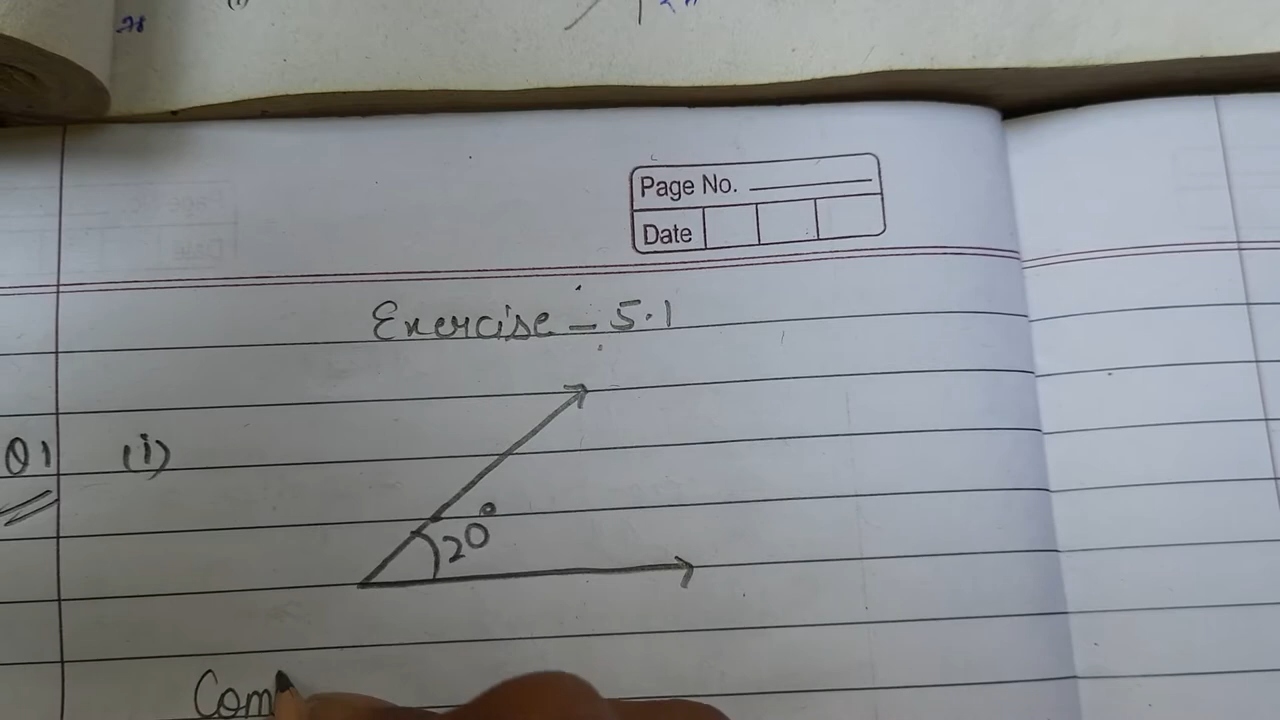 (i)
Page No.
Date
Exercise - 5.1
Q1 (i)
20°
Com